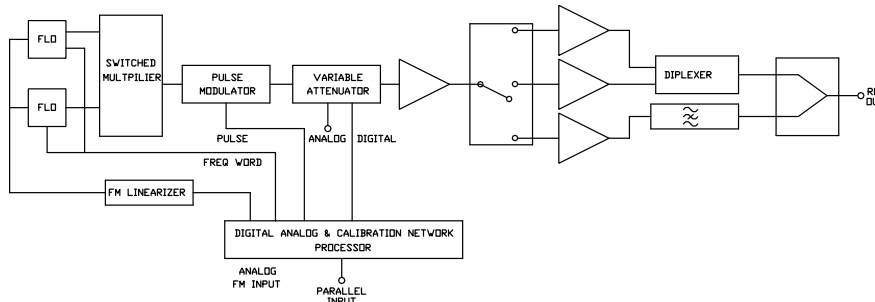 FLO
SWITCHED
MULTPILIER
FLO
PULSE
MODULATOR
VARIABLE
ATTENUATOR
DIPLEXER
PULSE
ANALOG
DIGITAL
FREQ WORD
FM LINEARIZER
DIGITAL ANALOG & CALIBRATION NETWORK
PROCESSOR
ANALOG
FM INPUT
PARALLEL
INPUT